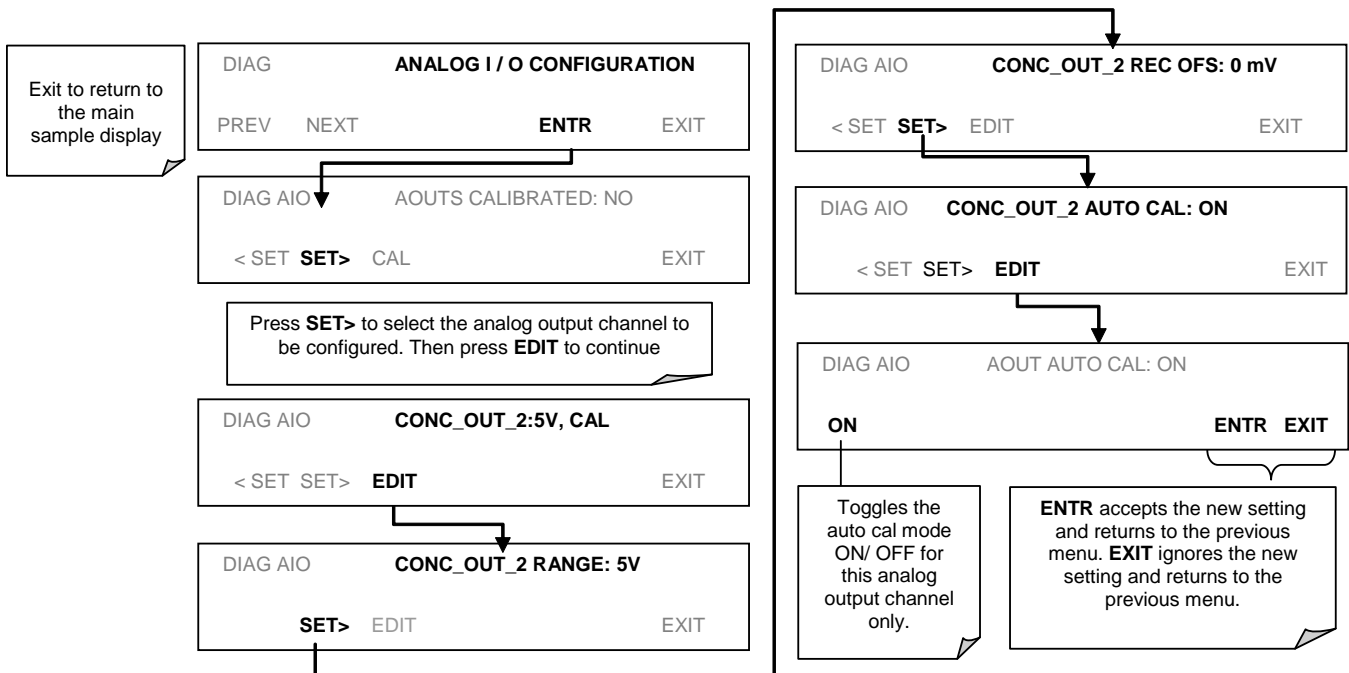 Exit to return to
the main
sample display
DIAG ANALOG I / O CONFIGURATION
PREV NEXT ENTR EXIT
DIAG AIO AOUTS CALIBRATED: NO
< SET SET> CAL EXIT
Press SET> to select the analog output channel to
be configured. Then press EDIT to continue
DIAG AIO CONC_OUT_2:5V, CAL
< SET SET> EDIT EXIT
DIAG AIO CONC_OUT_2 RANGE: 5V
SET> EDIT EXIT
DIAG AIO CONC_OUT_2 REC OFS: 0 mV
< SET SET> EDIT EXIT
DIAG AIO CONC_OUT_2 AUTO CAL: ON
< SET SET> EDIT EXIT
DIAG AIO AOUT AUTO CAL: ON
ON ENTR EXIT
Toggles the
auto cal mode
ON/ OFF for
this analog
output channel
only.
ENTR accepts the new setting
and returns to the previous
menu. EXIT ignores the new
setting and returns to the
previous menu.